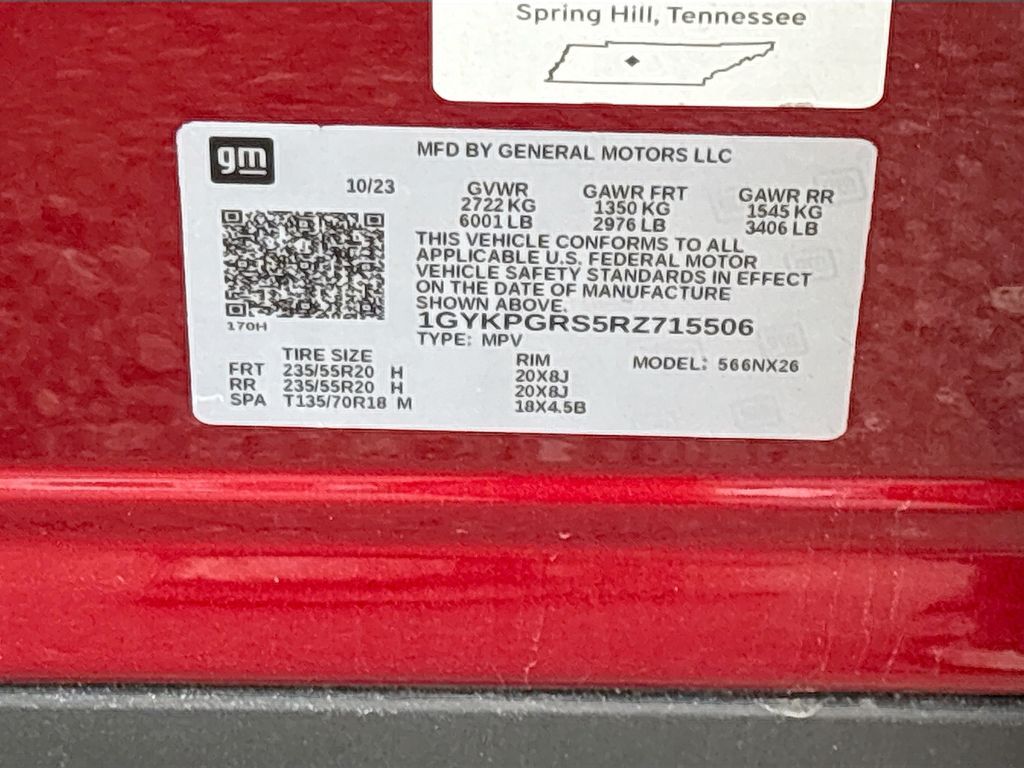 Spring Hill, Tennessee
gm
MFD BY GENERAL MOTORS LLC
10/23
GVWR GAWR FRT GAWR RR
2722 KG 1350 KG 1545 KG
6001 LB 2976 LB 3406 LB
THIS VEHICLE CONFORMS TO ALL
APPLICABLE U.S. FEDERAL MOTOR
VEHICLE SAFETY STANDARDS IN EFFECT
ON THE DATE OF MANUFACTURE
SHOWN ABOVE.
170H
1GYKPGRS5RZ715506
TYPE: MPV
TIRE SIZE RIM MODEL: 566NX26
FRT 235/55R20 H 20X8J
RR 235/55R20 H 20X8J
SPA T135/70R18 M 18X4.5B